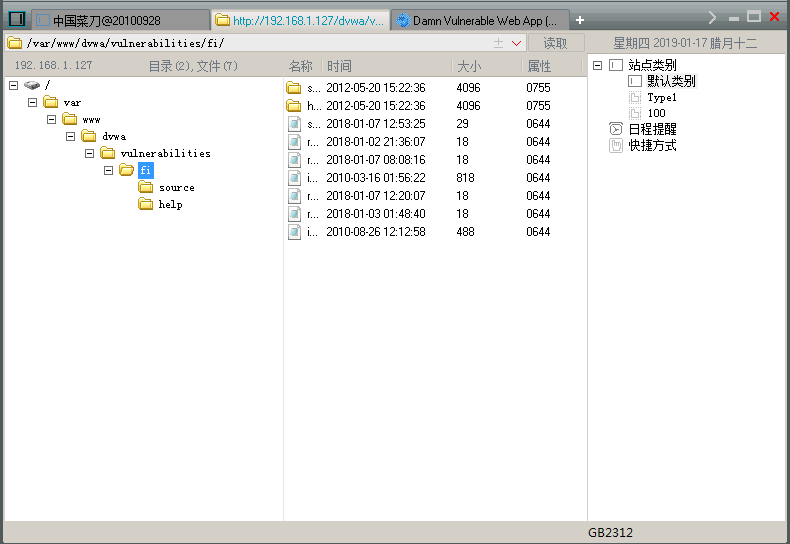 中国菜刀@20100928 http://192.168.1.127/dvwa/v... Damn Vulnerable Web App (...
/var/www/dvwa/vulnerabilities/fi/ 读取 星期四 2019-01-17 腊月十二
192.168.1.127 目录(2),文件(7) 名称 时间 大小 属性
/
var
www
dvwa
vulnerabilities
fi
source
help
s... 2012-05-20 15:22:36 4096 0755
h... 2012-05-20 15:22:36 4096 0755
s... 2018-01-07 12:53:25 29 0644
r... 2018-01-02 21:36:07 18 0644
r... 2018-01-07 08:08:16 18 0644
i... 2010-03-16 01:56:22 818 0644
r... 2018-01-07 12:20:07 18 0644
r... 2018-01-03 01:48:40 18 0644
i... 2010-08-26 12:12:58 488 0644
站点类别
默认类别
Type1
100
日程提醒
快捷方式
GB2312